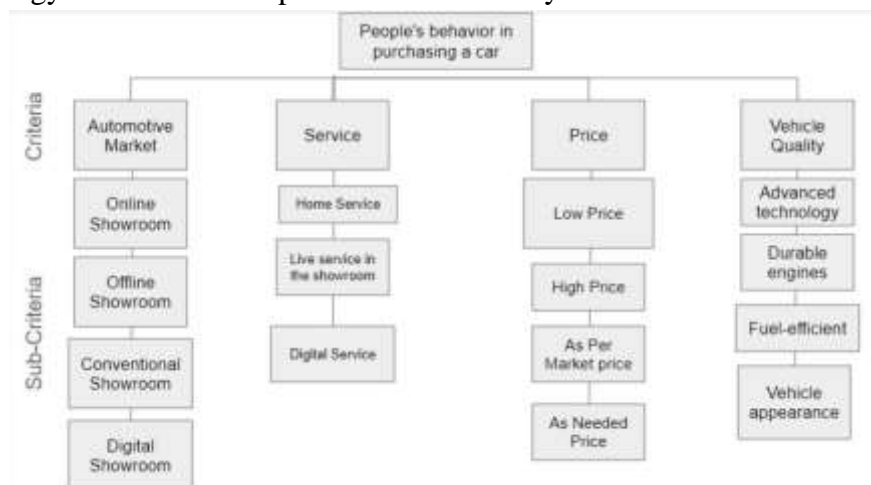 People's behavior in
purchasing a car
Criteria
Automotive
Market
Service
Price
Vehicle
Quality
Sub-Criteria
Online
Showroom
Offline
Showroom
Conventional
Showroom
Digital
Showroom
Home Service
Live service in
the showroom
Digital Service
Low Price
High Price
As Per
Market price
As Needed
Price
Advanced
technology
Durable
engines
Fuel-efficient
Vehicle
appearance